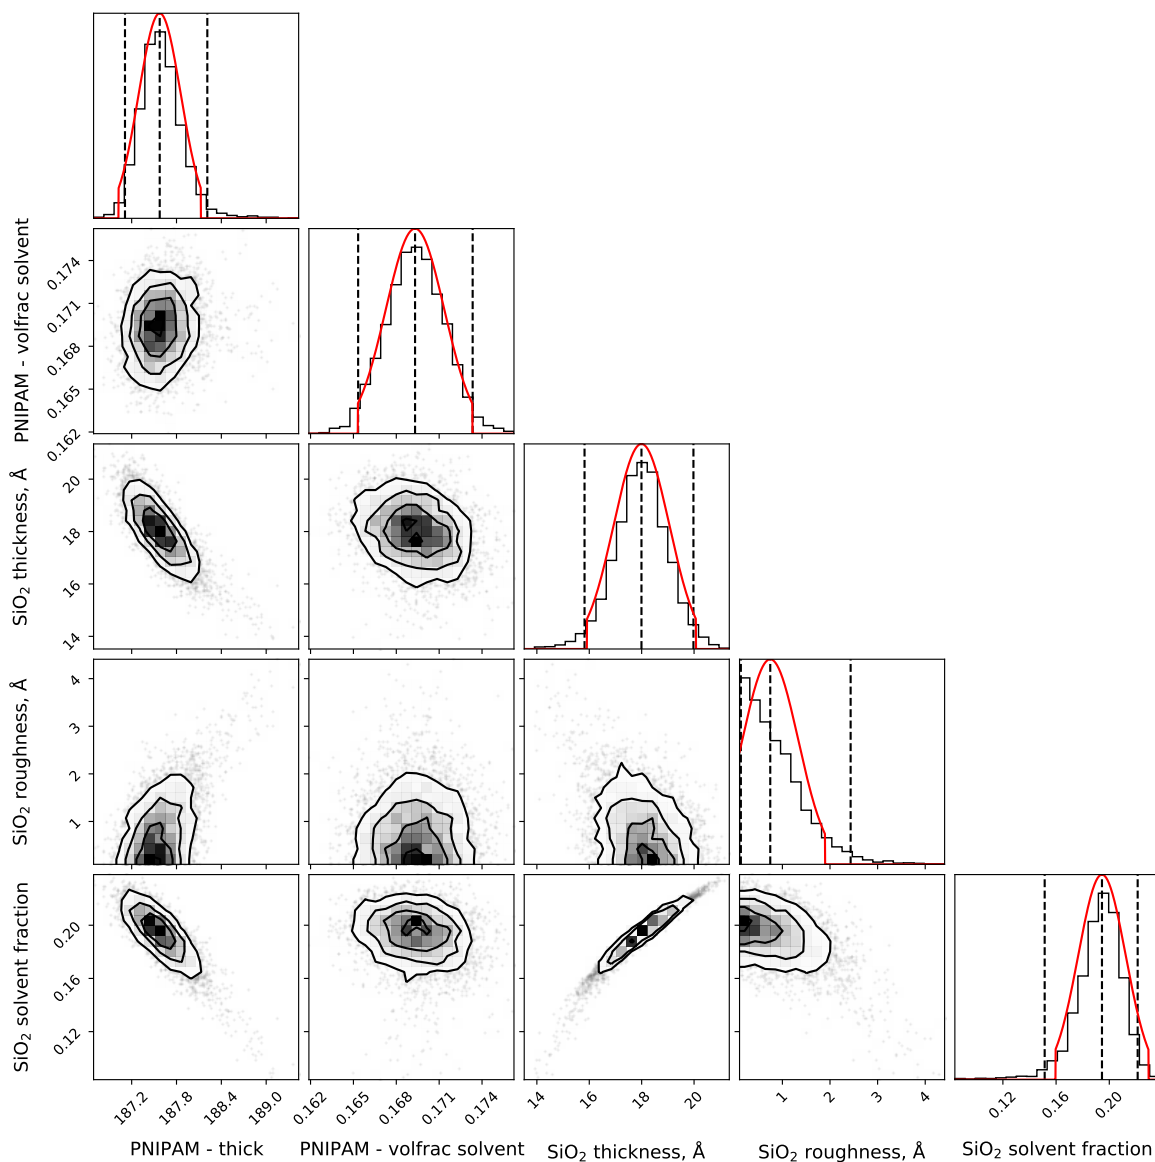 PNIPAM - volfrac solvent
0.174
0.171
0.168
0.165
0.162
SiO₂ thickness, Å
20
18
16
14
SiO₂ roughness, Å
4
3
2
1
SiO₂ solvent fraction
0.20
0.16
0.12
187.2 187.8 188.4 189.0
0.162 0.165 0.168 0.171 0.174
14 16 18 20
1 2 3 4
0.12 0.16 0.20
PNIPAM - thick
PNIPAM - volfrac solvent
SiO₂ thickness, Å
SiO₂ roughness, Å
SiO₂ solvent fraction